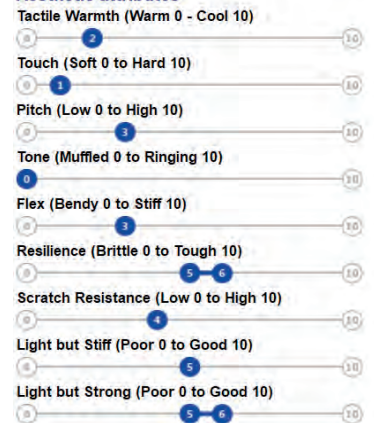 Tactile Warmth (Warm 0 - Cool 10)
0 2 10
Touch (Soft 0 to Hard 10)
0 1 10
Pitch (Low 0 to High 10)
0 3 10
Tone (Muffled 0 to Ringing 10)
0 10
Flex (Bendy 0 to Stiff 10)
0 3 10
Resilience (Brittle 0 to Tough 10)
0 5 6 10
Scratch Resistance (Low 0 to High 10)
0 4 10
Light but Stiff (Poor 0 to Good 10)
0 5 10
Light but Strong (Poor 0 to Good 10)
0 5 6 10